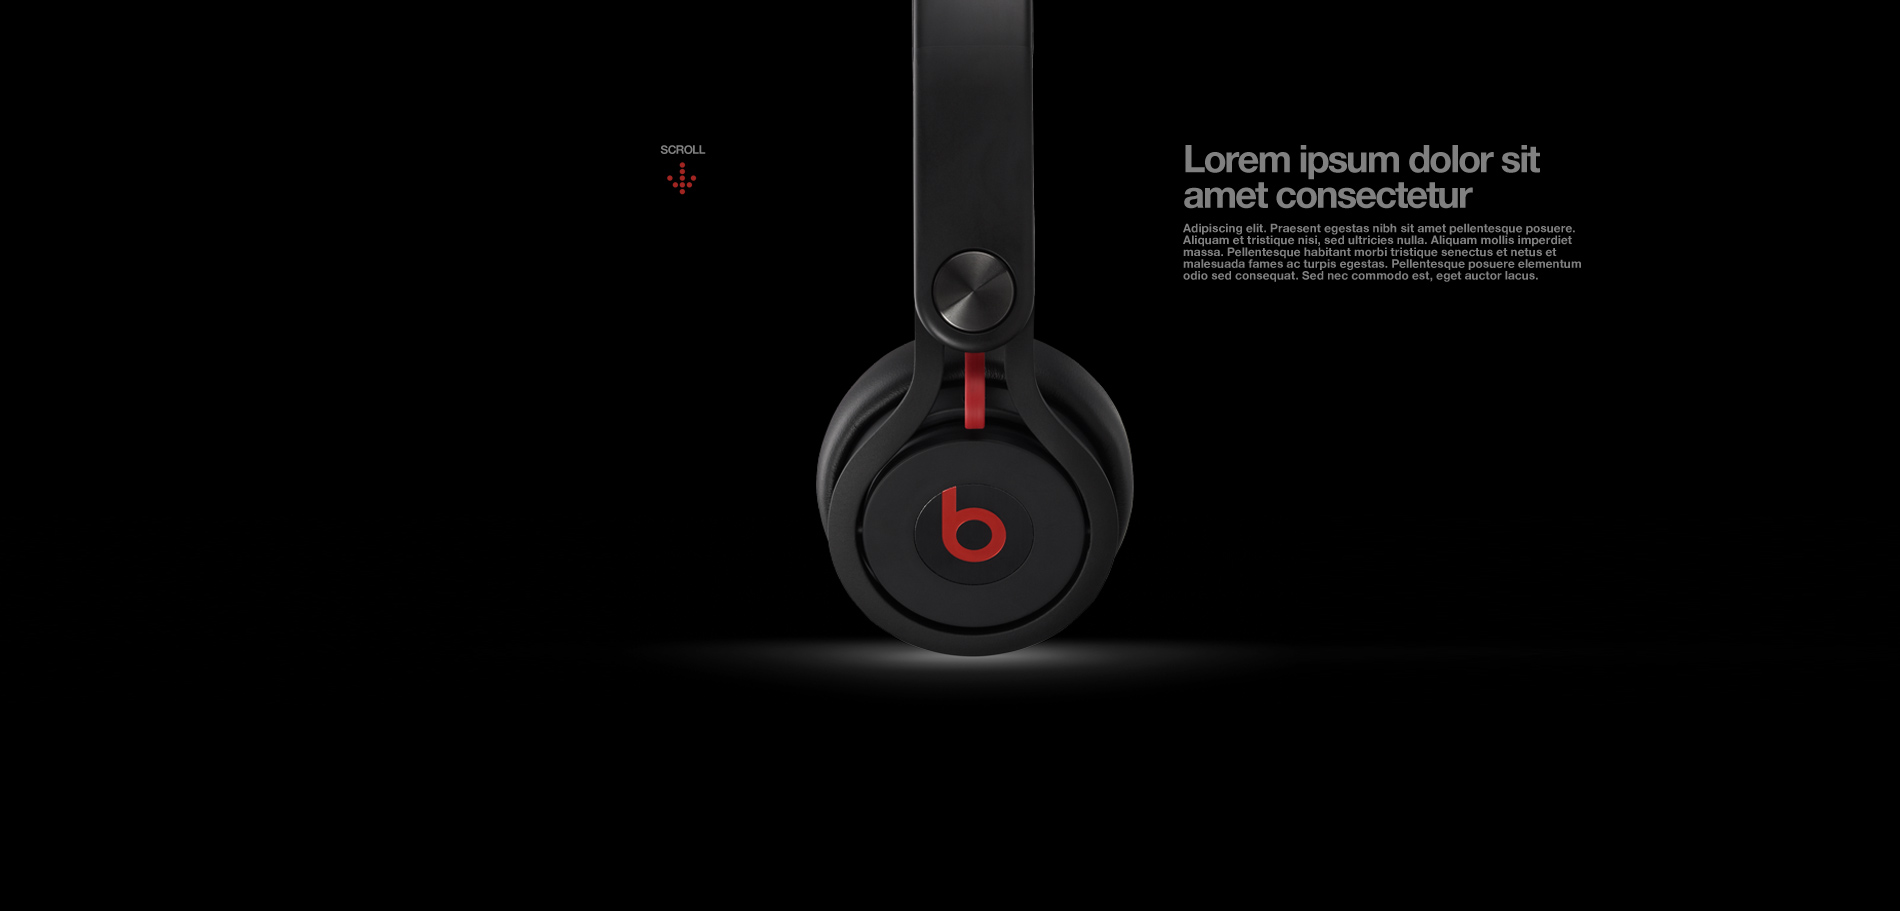 SCROLL
Lorem ipsum dolor sit
amet consectetur
Adipiscing elit. Praesent egestas nibh sit amet pellentesque posuere.
Aliquam et tristique nisi, sed ultricies nulla. Aliquam mollis imperdiet
massa. Pellentesque habitant morbi tristique senectus et netus et
malesuada fames ac turpis egestas. Pellentesque posuere elementum
odio sed consequat. Sed nec commodo est, eget auctor lacus.
b